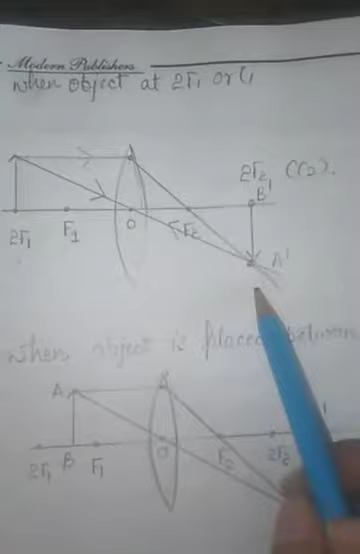 Modern Publishers
when object at 2F1 or C1
2F2 (C2).
B'
2F1 F1 O F2 A'
when object is placed between
A
2F1 B F1 O F2 2F2